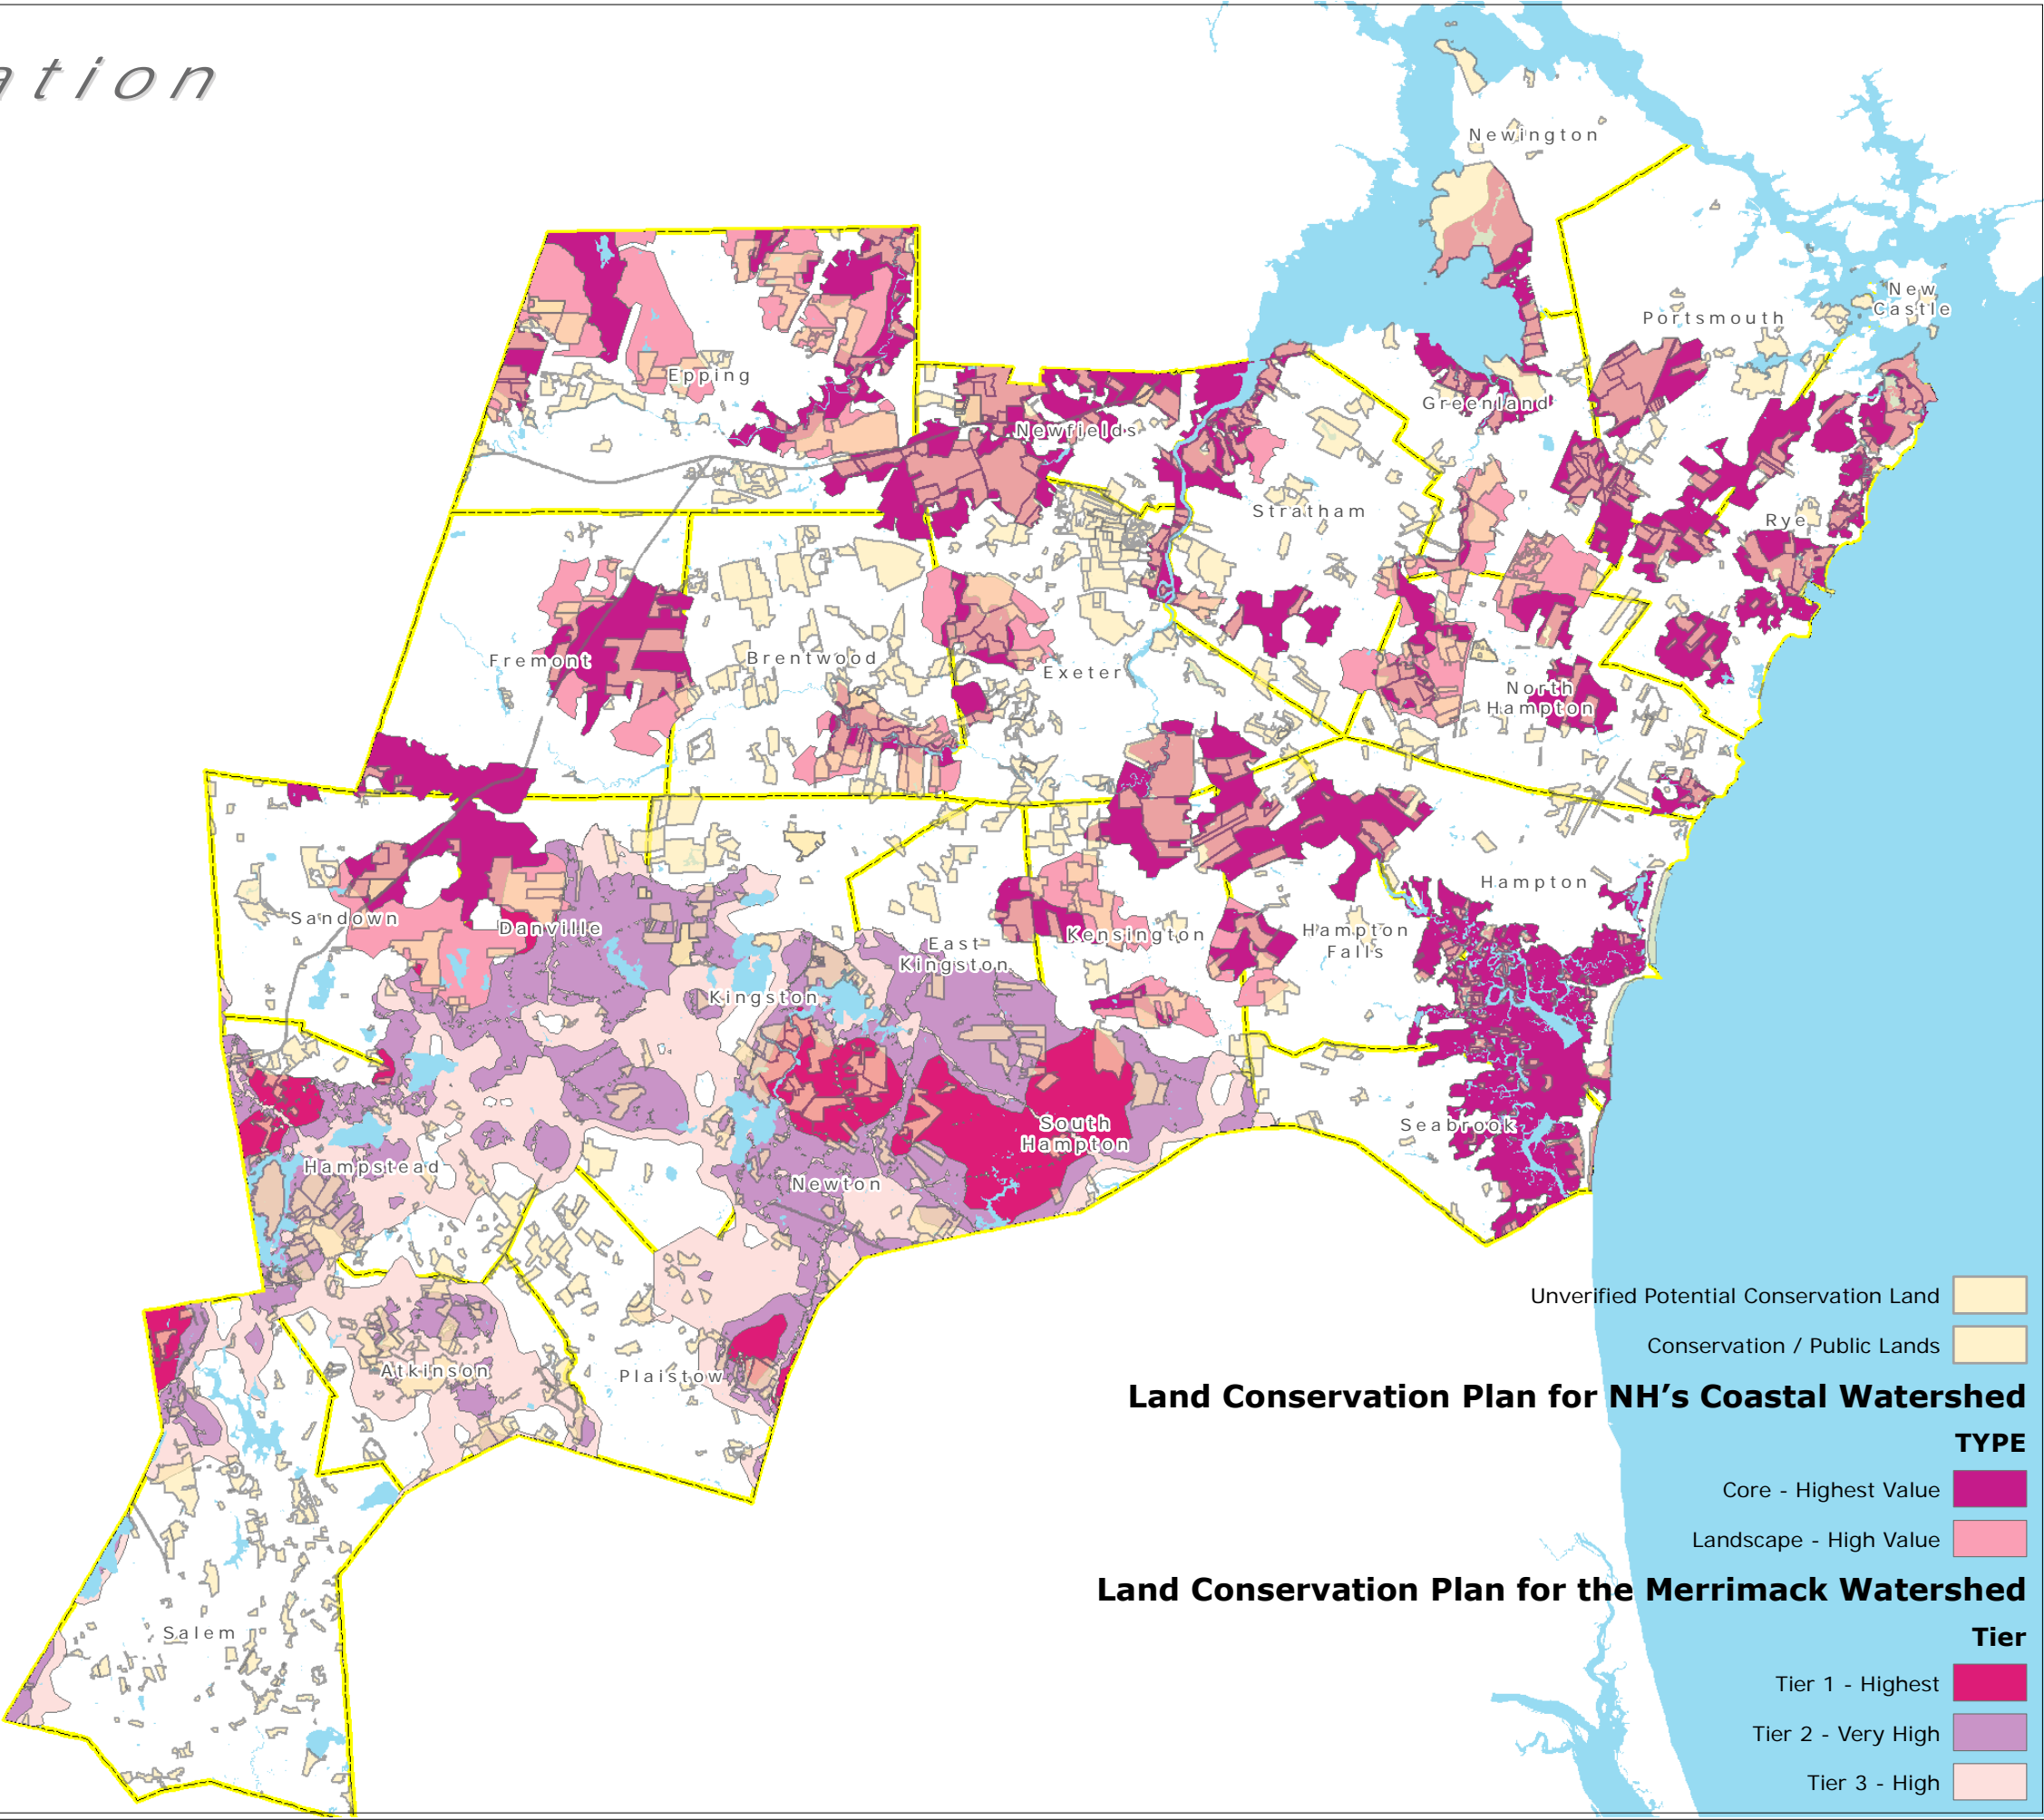 ation
Newington
New
Castle
Portsmouth
Epping
Greenland
Newfields
Stratham
Rye
Fremont
Brentwood
Exeter
North
Hampton
Hampton
Sandown
Danville
Kensington
Hampton
Falls
East
Kingston
Kingston
South
Hampton
Seabrook
Hampstead
Newton
Atkinson
Plaistow
Salem
Unverified Potential Conservation Land
Conservation / Public Lands
Land Conservation Plan for NH’s Coastal Watershed
TYPE
Core - Highest Value
Landscape - High Value
Land Conservation Plan for the Merrimack Watershed
Tier
Tier 1 - Highest
Tier 2 - Very High
Tier 3 - High